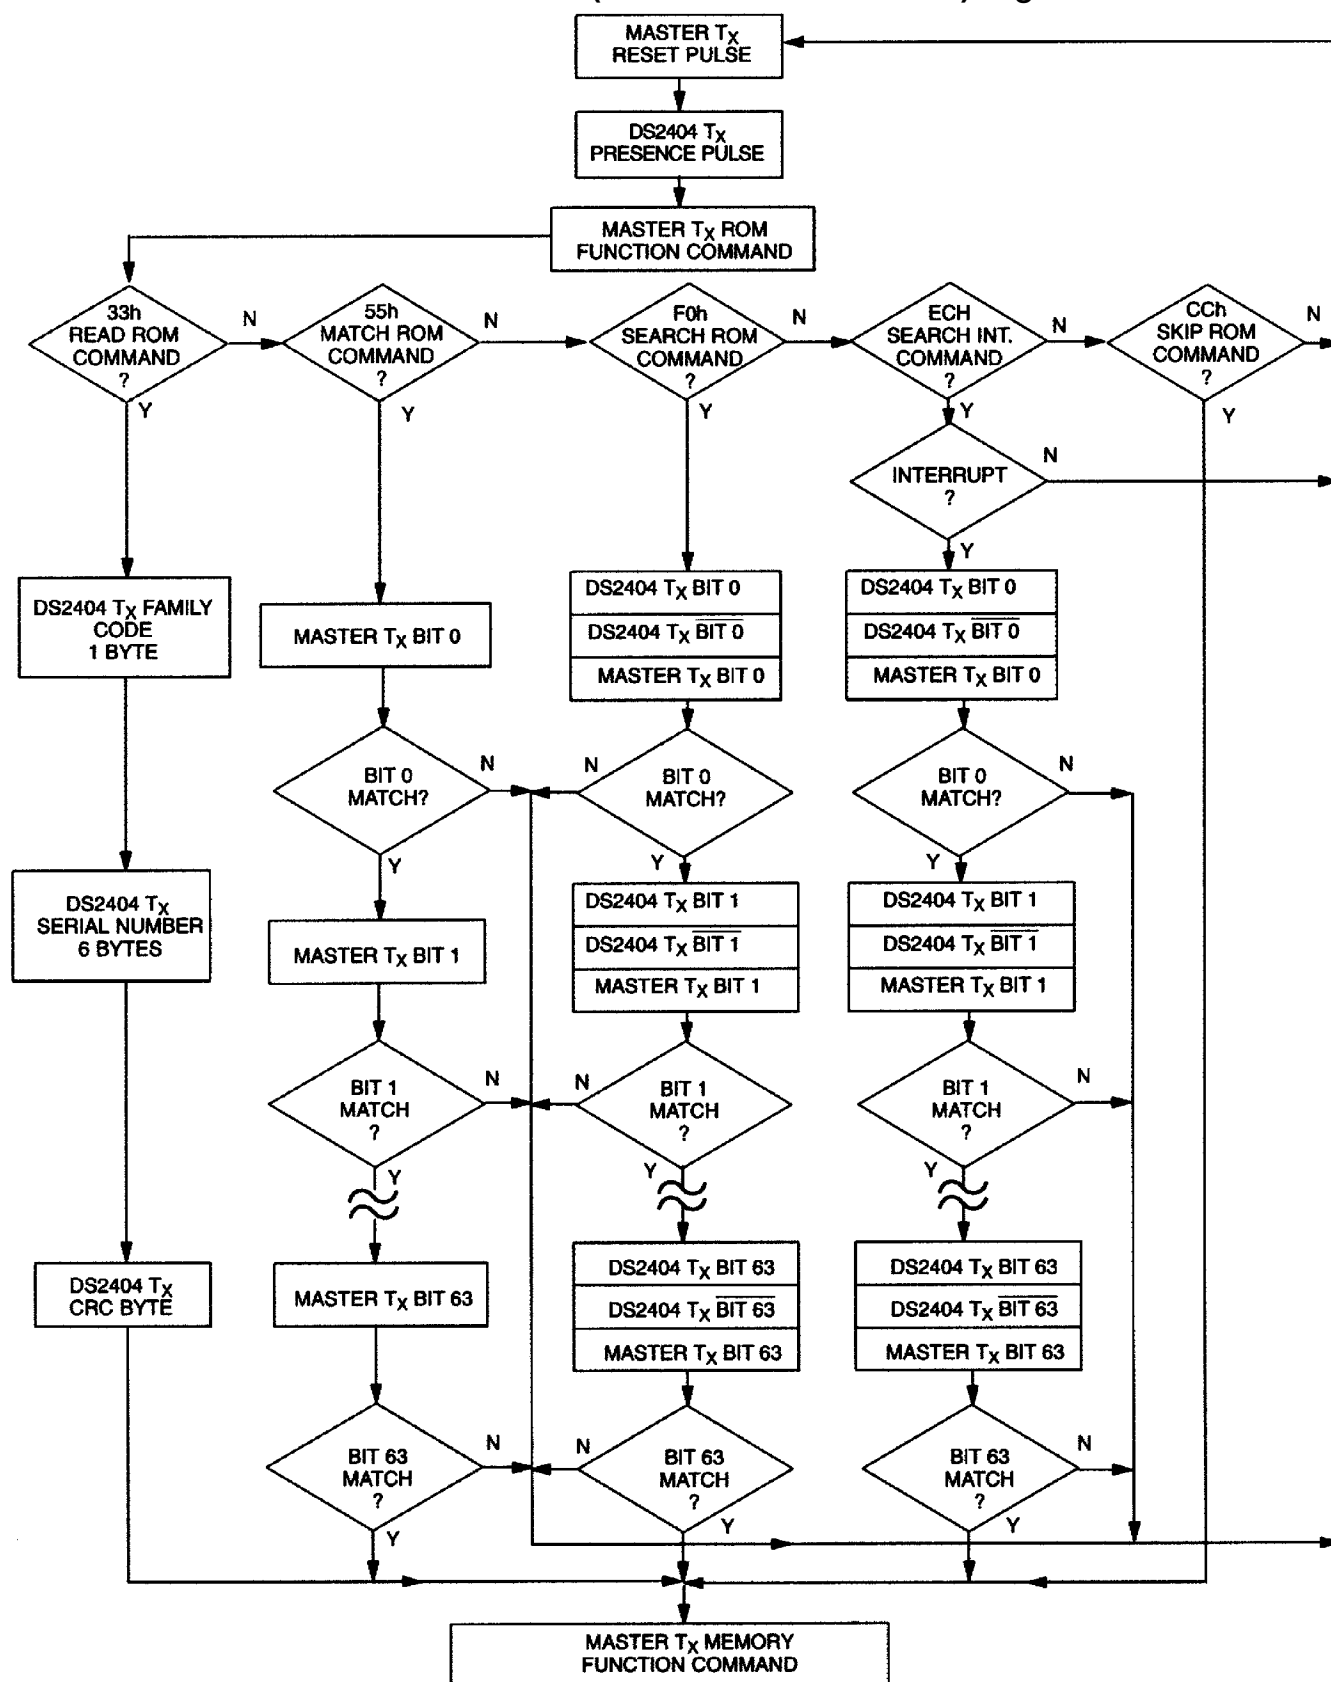 MASTER TX
RESET PULSE
DS2404 TX
PRESENCE PULSE
MASTER TX ROM
FUNCTION COMMAND
33h
READ ROM
COMMAND
?
N
Y
55h
MATCH ROM
COMMAND
?
N
Y
F0h
SEARCH ROM
COMMAND
?
N
Y
ECH
SEARCH INT.
COMMAND
?
N
Y
CCh
SKIP ROM
COMMAND
?
N
Y
INTERRUPT
?
N
Y
DS2404 TX FAMILY
CODE
1 BYTE
MASTER TX BIT 0
DS2404 TX BIT 0
DS2404 TX BIT 0
MASTER TX BIT 0
DS2404 TX BIT 0
DS2404 TX BIT 0
MASTER TX BIT 0
BIT 0
MATCH?
N
Y
BIT 0
MATCH?
N
Y
BIT 0
MATCH?
N
Y
DS2404 TX
SERIAL NUMBER
6 BYTES
MASTER TX BIT 1
DS2404 TX BIT 1
DS2404 TX BIT 1
MASTER TX BIT 1
DS2404 TX BIT 1
DS2404 TX BIT 1
MASTER TX BIT 1
BIT 1
MATCH
?
N
Y
BIT 1
MATCH
?
N
Y
BIT 1
MATCH
?
N
Y
DS2404 TX
CRC BYTE
MASTER TX BIT 63
DS2404 TX BIT 63
DS2404 TX BIT 63
MASTER TX BIT 63
DS2404 TX BIT 63
DS2404 TX BIT 63
MASTER TX BIT 63
BIT 63
MATCH
?
N
Y
BIT 63
MATCH
?
N
Y
BIT 63
MATCH
?
N
Y
MASTER TX MEMORY
FUNCTION COMMAND